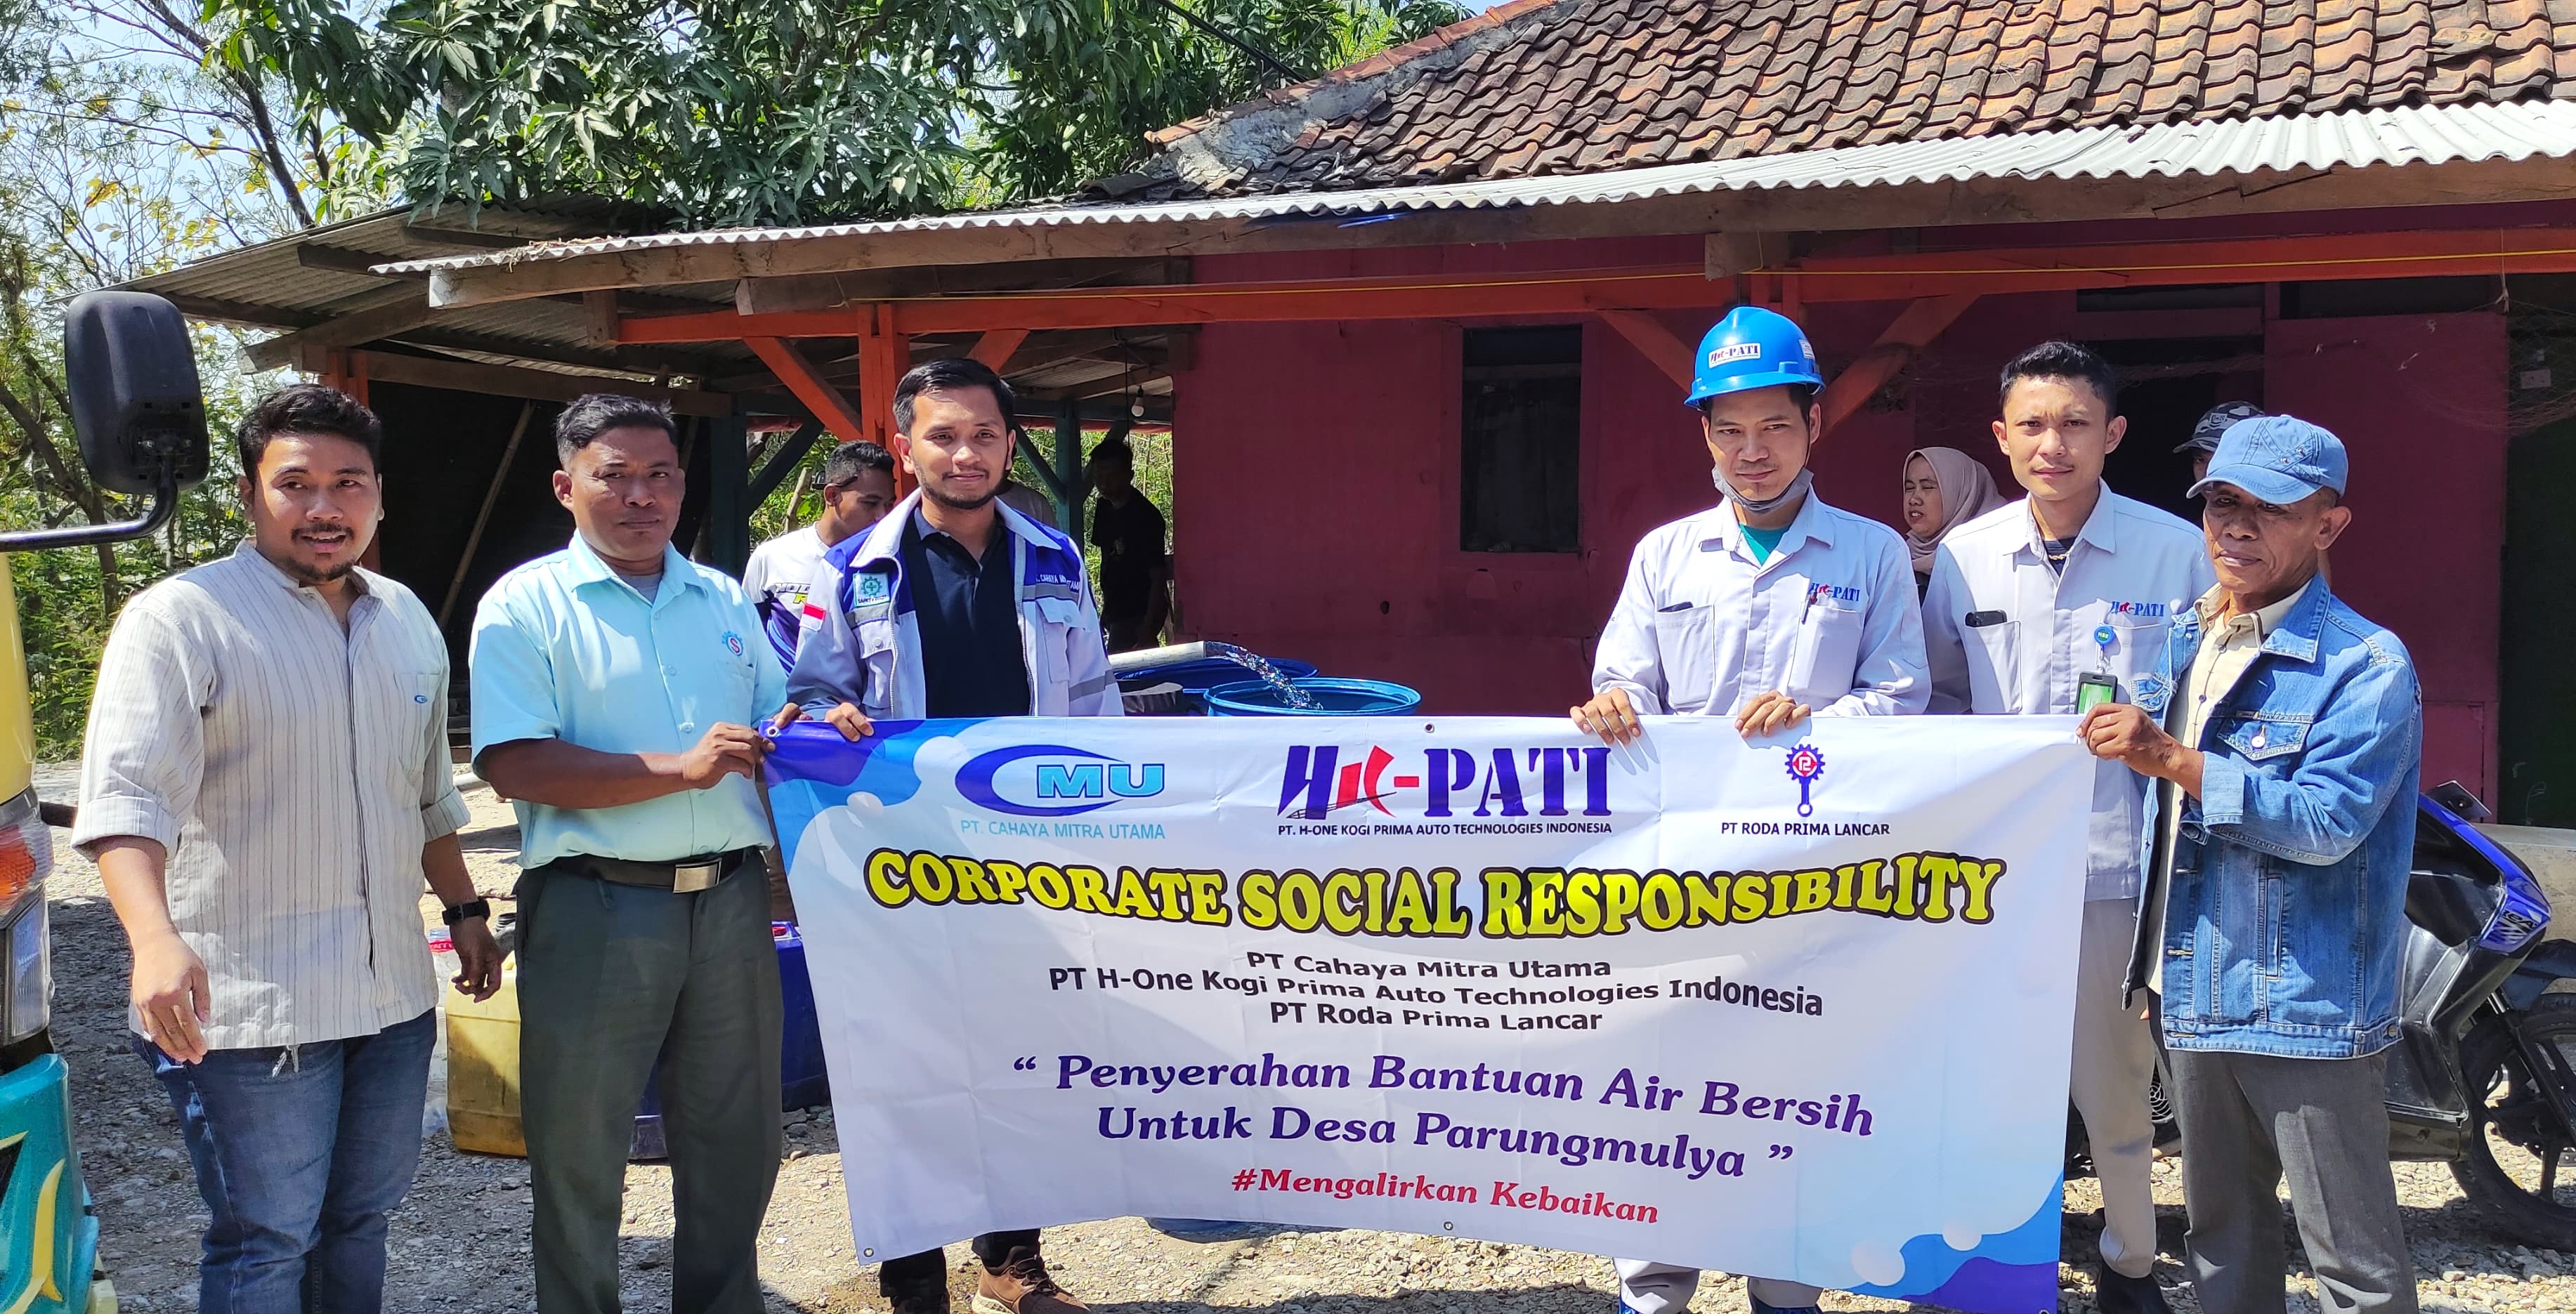 HK-PATI
HK-PATI
HK-PATI
CMU
PT. CAHAYA MITRA UTAMA
HK-PATI
PT. H-ONE KOGI PRIMA AUTO TECHNOLOGIES INDONESIA
PT RODA PRIMA LANCAR
CORPORATE SOCIAL RESPONSIBILITY
PT Cahaya Mitra Utama
PT H-One Kogi Prima Auto Technologies Indonesia
PT Roda Prima Lancar
“ Penyerahan Bantuan Air Bersih
Untuk Desa Parungmulya ”
#Mengalirkan Kebaikan